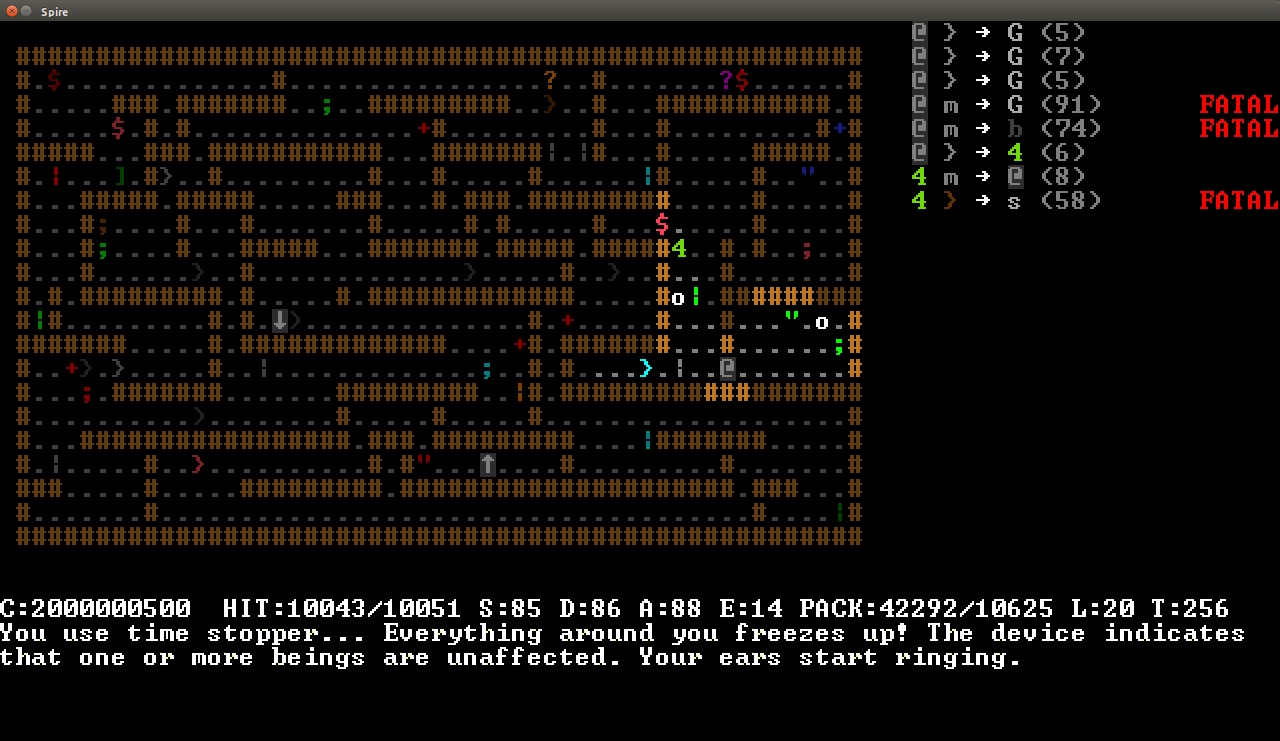 Spire
@ } → G (5)
@ } → G (7)
@ } → G (5)
@ m → G (91) FATAL
@ m → b (74) FATAL
@ } → 4 (6)
4 m → @ (8)
4 } → s (58) FATAL
C:2000000500 HIT:10043/10051 S:85 D:86 A:88 E:14 PACK:42292/10625 L:20 T:256
You use time stopper... Everything around you freezes up! The device indicates
that one or more beings are unaffected. Your ears start ringing.